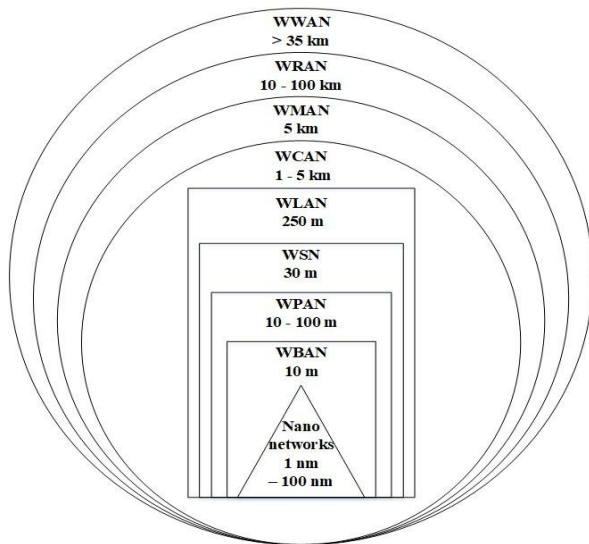 WWAN
> 35 km
WRAN
10 - 100 km
WMAN
5 km
WCAN
1 - 5 km
WLAN
250 m
WSN
30 m
WPAN
10 - 100 m
WBAN
10 m
Nano
networks
1 nm
– 100 nm